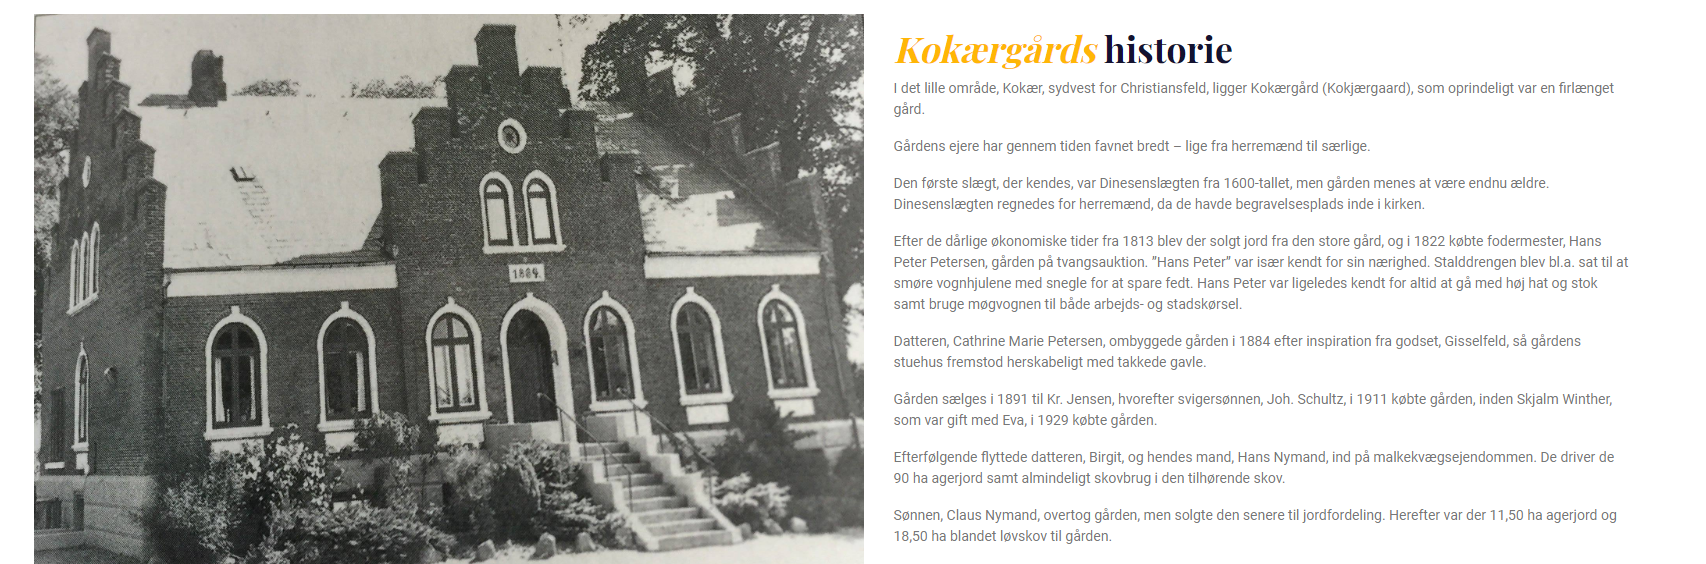 1884.
Kokærgårds historie
I det lille område, Kokær, sydvest for Christiansfeld, ligger Kokærgård (Kokjærgaard), som oprindeligt var en firlænget
gård.
Gårdens ejere har gennem tiden favnet bredt – lige fra herremænd til særlige.
Den første slægt, der kendes, var Dinesenslægten fra 1600-tallet, men gården menes at være endnu ældre.
Dinesenslægten regnedes for herremænd, da de havde begravelsesplads inde i kirken.
Efter de dårlige økonomiske tider fra 1813 blev der solgt jord fra den store gård, og i 1822 købte fodermester, Hans
Peter Petersen, gården på tvangsauktion. ”Hans Peter” var især kendt for sin nærighed. Stalddrengen blev bl.a. sat til at
smøre vognhjulene med snegle for at spare fedt. Hans Peter var ligeledes kendt for altid at gå med høj hat og stok
samt bruge møgvognen til både arbejds- og stadskørsel.
Datteren, Cathrine Marie Petersen, ombyggede gården i 1884 efter inspiration fra godset, Gisselfeld, så gårdens
stuehus fremstod herskabeligt med takkede gavle.
Gården sælges i 1891 til Kr. Jensen, hvorefter svigersønnen, Joh. Schultz, i 1911 købte gården, inden Skjalm Winther,
som var gift med Eva, i 1929 købte gården.
Efterfølgende flyttede datteren, Birgit, og hendes mand, Hans Nymand, ind på malkekvægsejendommen. De driver de
90 ha agerjord samt almindeligt skovbrug i den tilhørende skov.
Sønnen, Claus Nymand, overtog gården, men solgte den senere til jordfordeling. Herefter var der 11,50 ha agerjord og
18,50 ha blandet løvskov til gården.